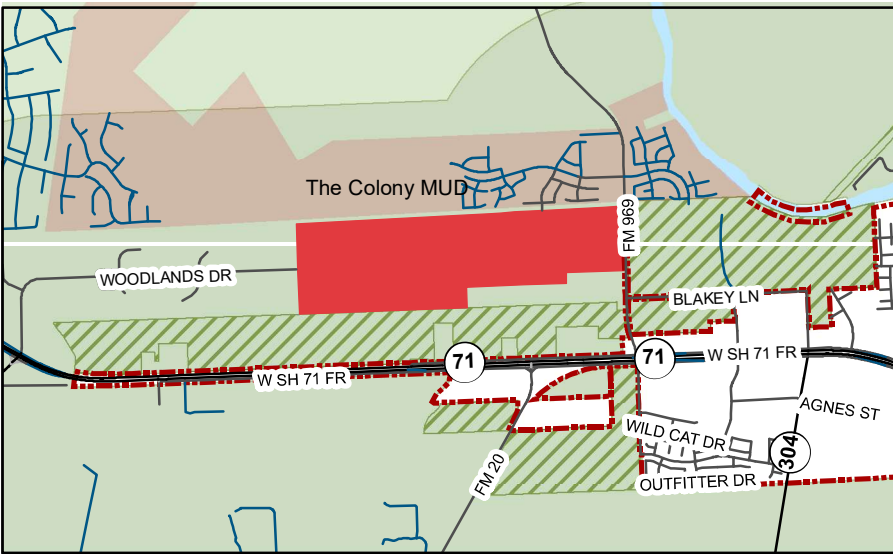 The Colony MUD
FM 969
WOODLANDS DR
BLAKEY LN
71
71
W SH 71 FR
W SH 71 FR
AGNES ST
WILD CAT DR
304
OUTFITTER DR
FM 20